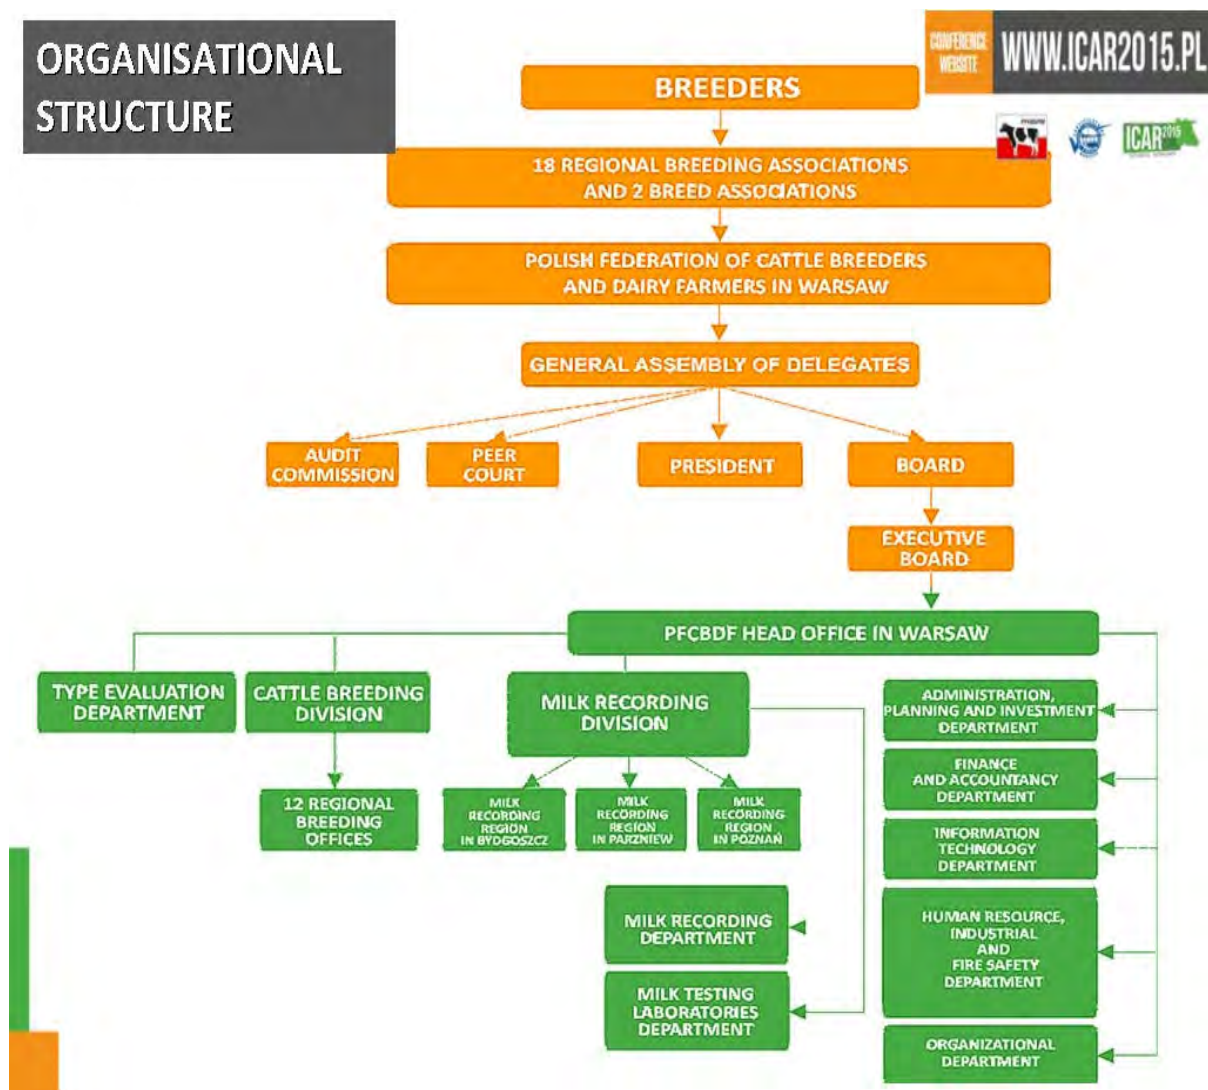 ORGANISATIONAL
STRUCTURE
CONFERENCE
WEBSITE
WWW.ICAR2015.PL
ICAR2015
BREEDERS
18 REGIONAL BREEDING ASSOCIATIONS
AND 2 BREED ASSOCIATIONS
POLISH FEDERATION OF CATTLE BREEDERS
AND DAIRY FARMERS IN WARSAW
GENERAL ASSEMBLY OF DELEGATES
AUDIT
COMMISSION
PEER
COURT
PRESIDENT
BOARD
EXECUTIVE
BOARD
PFCBDF HEAD OFFICE IN WARSAW
TYPE EVALUATION
DEPARTMENT
CATTLE BREEDING
DIVISION
MILK RECORDING
DIVISION
12 REGIONAL
BREEDING
OFFICES
MILK
RECORDING
REGION
IN BYDGOSZCZ
MILK
RECORDING
REGION
IN PARZNIEW
MILK
RECORDING
REGION
IN POZNAŃ
MILK RECORDING
DEPARTMENT
MILK TESTING
LABORATORIES
DEPARTMENT
ADMINISTRATION,
PLANNING AND INVESTMENT
DEPARTMENT
FINANCE
AND ACCOUNTANCY
DEPARTMENT
INFORMATION
TECHNOLOGY
DEPARTMENT
HUMAN RESOURCE,
INDUSTRIAL
AND
FIRE SAFETY
DEPARTMENT
ORGANIZATIONAL
DEPARTMENT